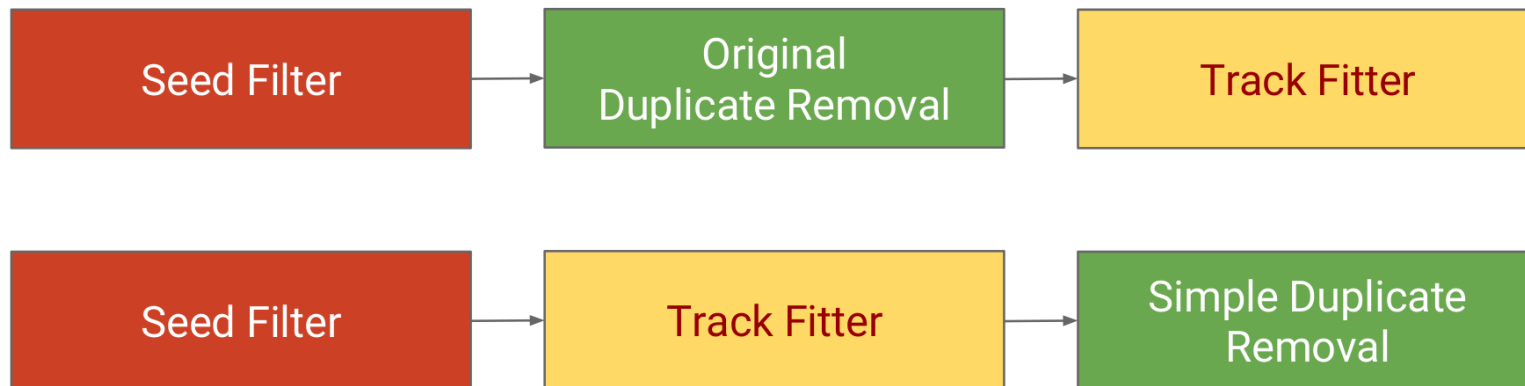 Seed Filter
Original
Duplicate Removal
Track Fitter
Seed Filter
Track Fitter
Simple Duplicate
Removal